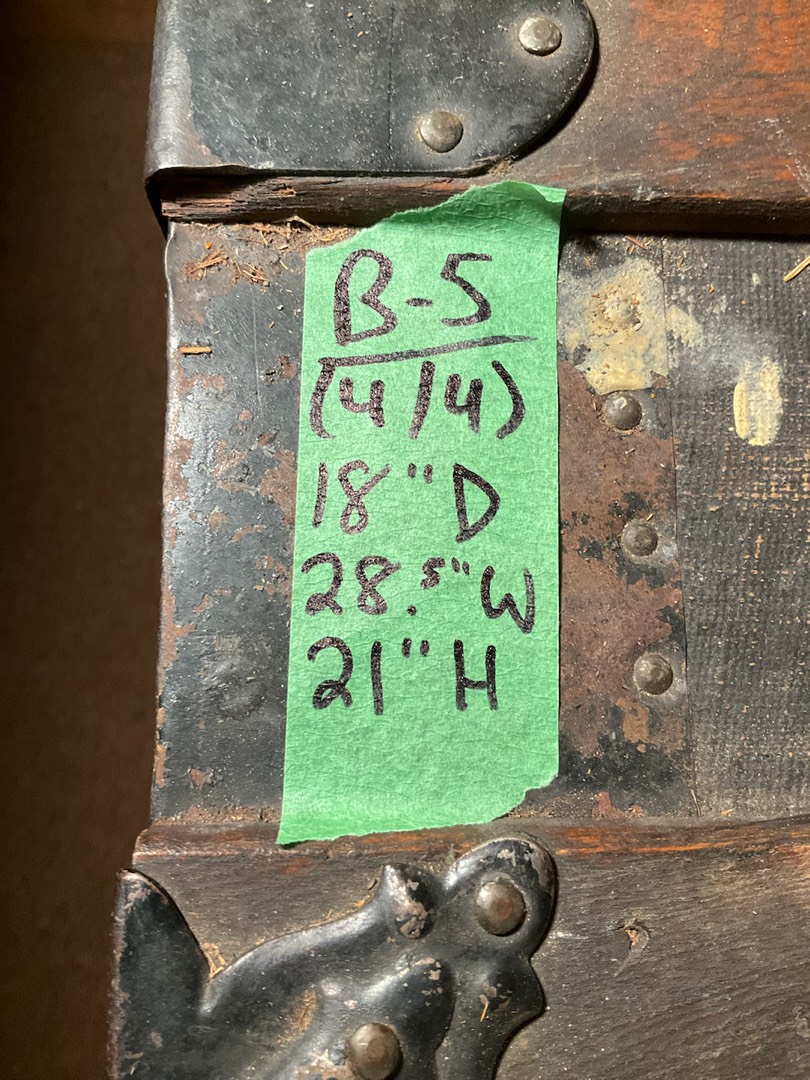 B-5
(4/4)
18" D
28.5" W
21" H